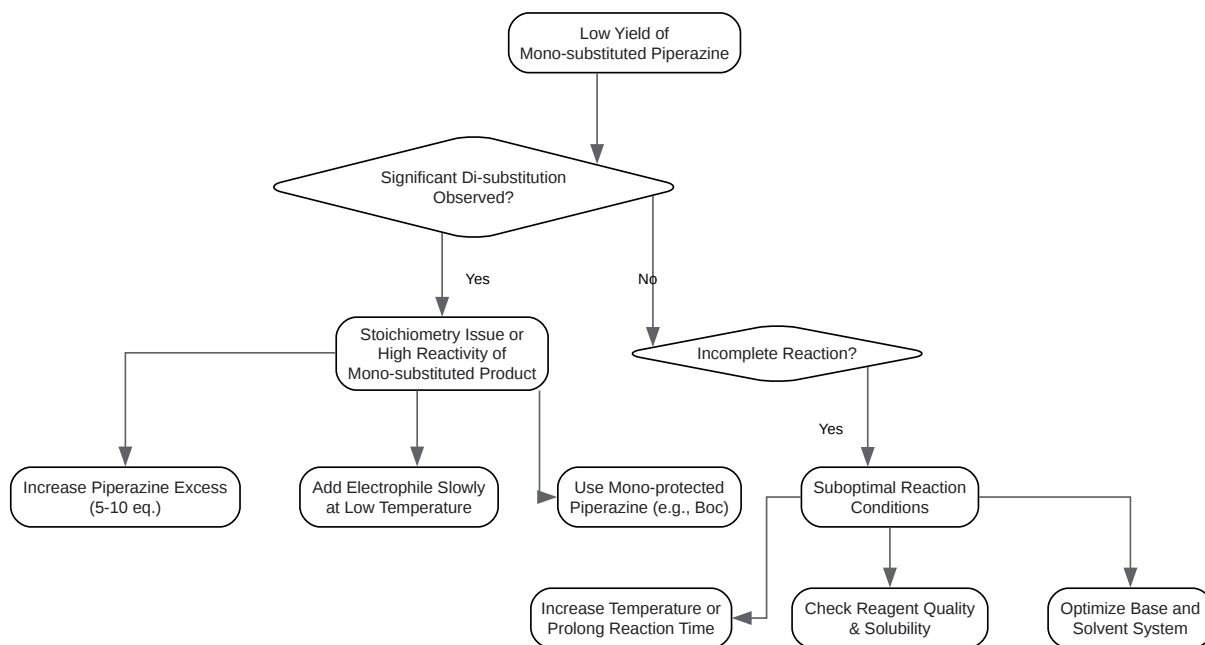 Low Yield of
Mono-substituted Piperazine
Significant Di-substitution
Observed?
Yes
No
Stoichiometry Issue or
High Reactivity of
Mono-substituted Product
Incomplete Reaction?
Yes
Increase Piperazine Excess
(5-10 eq.)
Add Electrophile Slowly
at Low Temperature
Use Mono-protected
Piperazine (e.g., Boc)
Suboptimal Reaction
Conditions
Increase Temperature or
Prolong Reaction Time
Check Reagent Quality
& Solubility
Optimize Base and
Solvent System